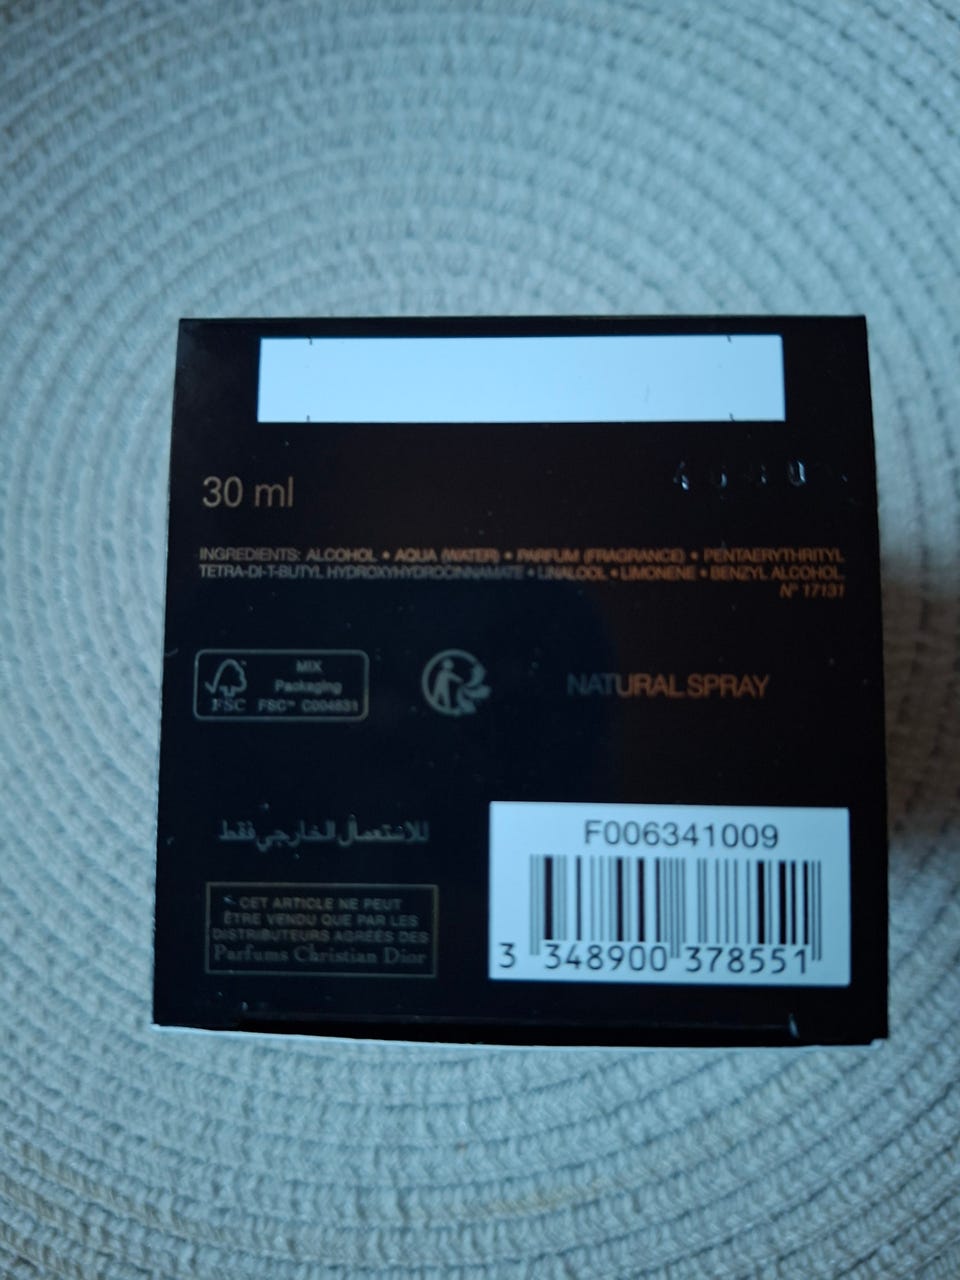 30 ml
INGREDIENTS: ALCOHOL • AQUA (WATER) • PARFUM (FRAGRANCE) • PENTAERYTHRITYL
TETRA-DI-T-BUTYL HYDROXYHYDROCINNAMATE • LINALOOL • LIMONENE • BENZYL ALCOHOL.
N° 17131
MIX
Packaging
FSC
FSC™ C004631
NATURAL SPRAY
للاستعمال الخارجي فقط
CET ARTICLE NE PEUT
ÊTRE VENDU QUE PAR LES
DISTRIBUTEURS AGRÉÉS DES
Parfums Christian Dior
F006341009
3 348900 378551